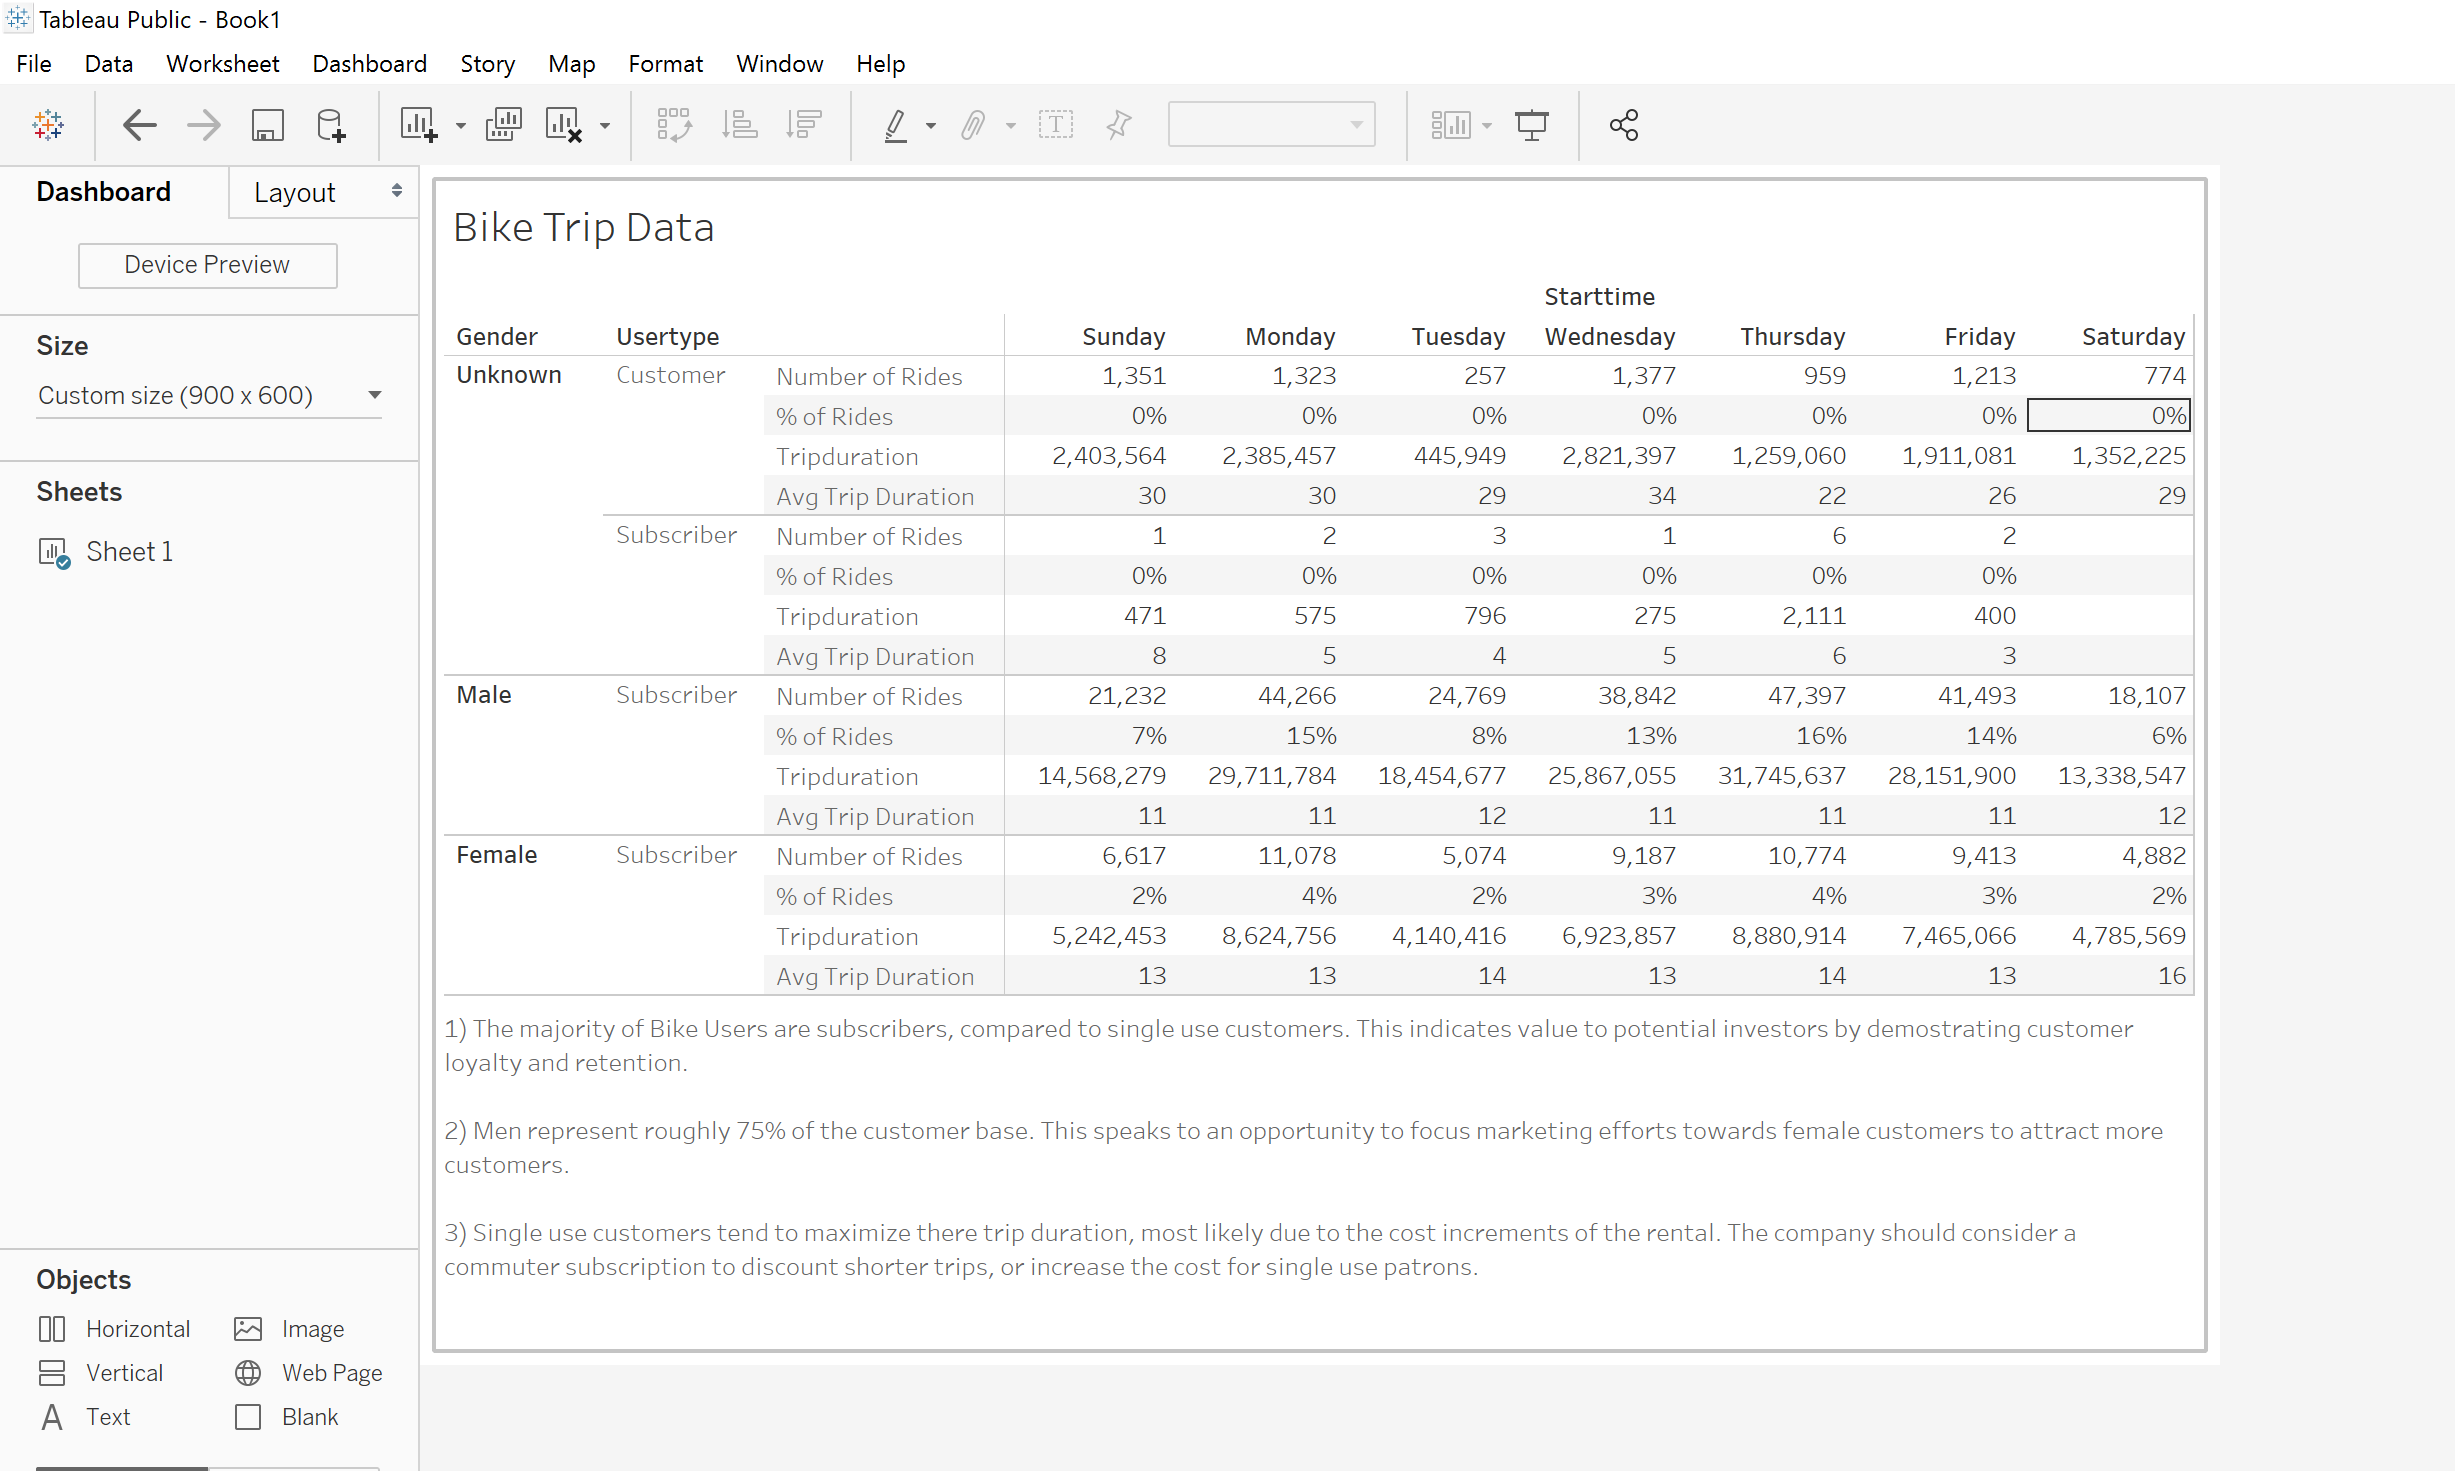 Tableau Public - Book1
File Data Worksheet Dashboard Story Map Format Window Help
Dashboard Layout
Device Preview
Size
Custom size (900 x 600)
Sheets
Sheet 1
Objects
Horizontal Image
Vertical Web Page
Text Blank
Bike Trip Data
Starttime
Gender Usertype Sunday Monday Tuesday Wednesday Thursday Friday Saturday
Unknown Customer Number of Rides 1,351 1,323 257 1,377 959 1,213 774
% of Rides 0% 0% 0% 0% 0% 0% 0%
Tripduration 2,403,564 2,385,457 445,949 2,821,397 1,259,060 1,911,081 1,352,225
Avg Trip Duration 30 30 29 34 22 26 29
Subscriber Number of Rides 1 2 3 1 6 2
% of Rides 0% 0% 0% 0% 0% 0%
Tripduration 471 575 796 275 2,111 400
Avg Trip Duration 8 5 4 5 6 3
Male Subscriber Number of Rides 21,232 44,266 24,769 38,842 47,397 41,493 18,107
% of Rides 7% 15% 8% 13% 16% 14% 6%
Tripduration 14,568,279 29,711,784 18,454,677 25,867,055 31,745,637 28,151,900 13,338,547
Avg Trip Duration 11 11 12 11 11 11 12
Female Subscriber Number of Rides 6,617 11,078 5,074 9,187 10,774 9,413 4,882
% of Rides 2% 4% 2% 3% 4% 3% 2%
Tripduration 5,242,453 8,624,756 4,140,416 6,923,857 8,880,914 7,465,066 4,785,569
Avg Trip Duration 13 13 14 13 14 13 16
1) The majority of Bike Users are subscribers, compared to single use customers. This indicates value to potential investors by demostrating customer
loyalty and retention.
2) Men represent roughly 75% of the customer base. This speaks to an opportunity to focus marketing efforts towards female customers to attract more
customers.
3) Single use customers tend to maximize there trip duration, most likely due to the cost increments of the rental. The company should consider a
commuter subscription to discount shorter trips, or increase the cost for single use patrons.